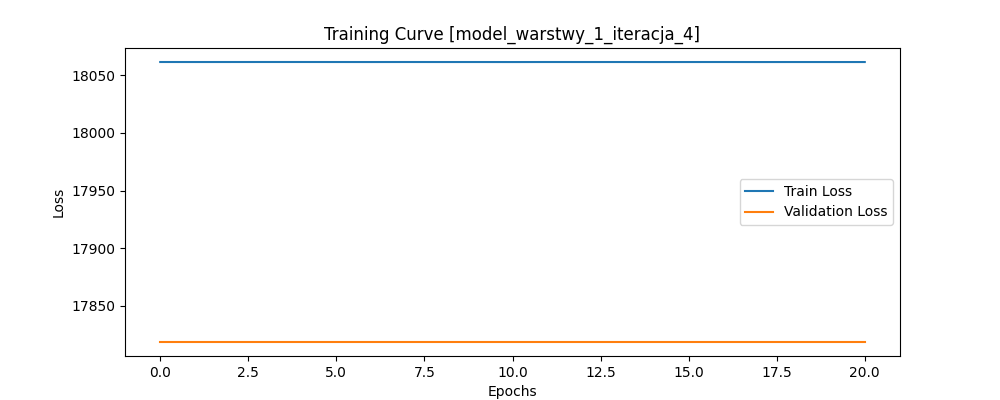 Training Curve [model_warstwy_1_iteracja_4]
18050
18000
17950
17900
17850
Loss
Train Loss
Validation Loss
0.0 2.5 5.0 7.5 10.0 12.5 15.0 17.5 20.0
Epochs